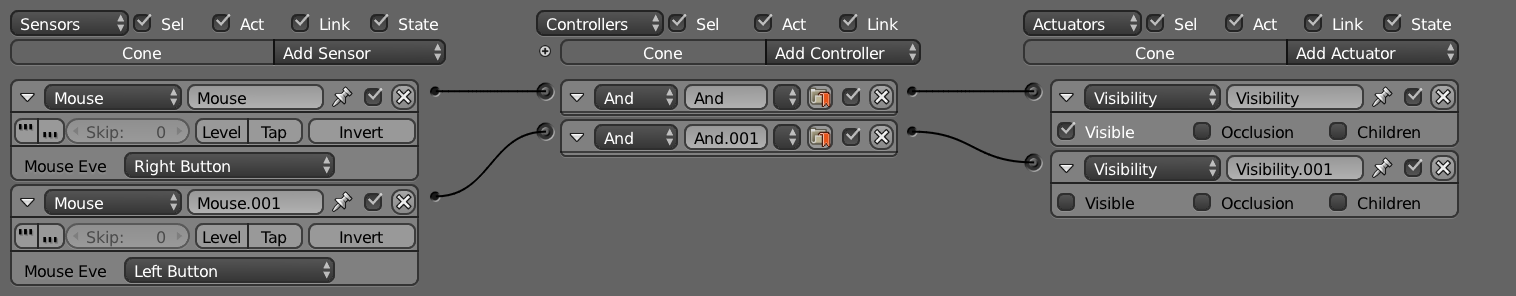 Sensors Sel Act Link State
Cone Add Sensor
Mouse Mouse
Skip: 0 Level Tap Invert
Mouse Eve Right Button
Mouse Mouse.001
Skip: 0 Level Tap Invert
Mouse Eve Left Button
Controllers Sel Act Link
Cone Add Controller
And And
And And.001
Actuators Sel Act Link State
Cone Add Actuator
Visibility Visibility
Visible Occlusion Children
Visibility Visibility.001
Visible Occlusion Children